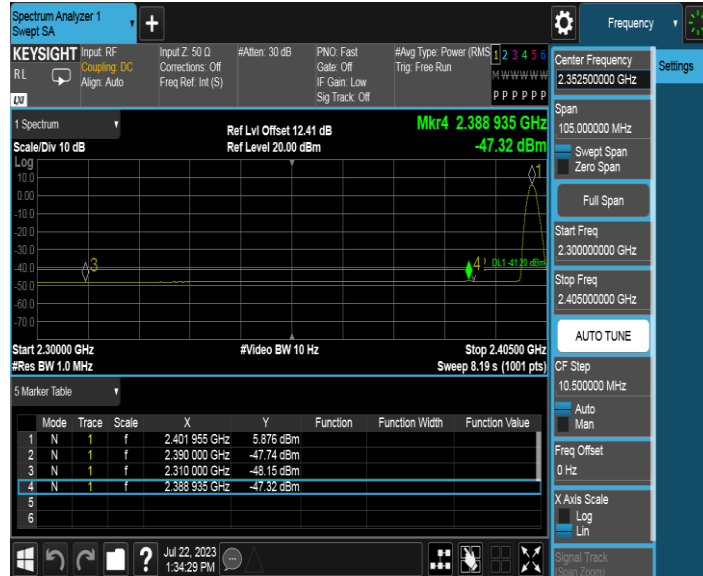 Spectrum Analyzer 1
Swept SA
Frequency
KEYSIGHT
RL
LXI
Input: RF
Coupling: DC
Align: Auto
Input Z: 50 Ω
Corrections: Off
Freq Ref: Int (S)
#Atten: 30 dB
PNO: Fast
Gate: Off
IF Gain: Low
Sig Track: Off
#Avg Type: Power (RMS
Trig: Free Run
1 2 3 4 5 6
M W W W W W
P P P P P P
Settings
Center Frequency
2.352500000 GHz
Span
105.000000 MHz
Swept Span
Zero Span
Full Span
Start Freq
2.300000000 GHz
Stop Freq
2.405000000 GHz
AUTO TUNE
CF Step
10.500000 MHz
Auto
Man
Freq Offset
0 Hz
X Axis Scale
Log
Lin
Signal Track
(Span Zoom)
1 Spectrum
Scale/Div 10 dB
Ref Lvl Offset 12.41 dB
Ref Level 20.00 dBm
Mkr4 2.388 935 GHz
-47.32 dBm
Log
10.0
0.00
-10.0
-20.0
-30.0
-40.0
-50.0
-60.0
-70.0
1
3
4
DL1 -41.20 dBm
Start 2.30000 GHz
#Res BW 1.0 MHz
#Video BW 10 Hz
Stop 2.40500 GHz
Sweep 8.19 s (1001 pts)
5 Marker Table
Mode Trace Scale X Y Function Function Width Function Value
1 N 1 f 2.401 955 GHz 5.876 dBm
2 N 1 f 2.390 000 GHz -47.74 dBm
3 N 1 f 2.310 000 GHz -48.15 dBm
4 N 1 f 2.388 935 GHz -47.32 dBm
5
6
?
Jul 22, 2023
1:34:29 PM